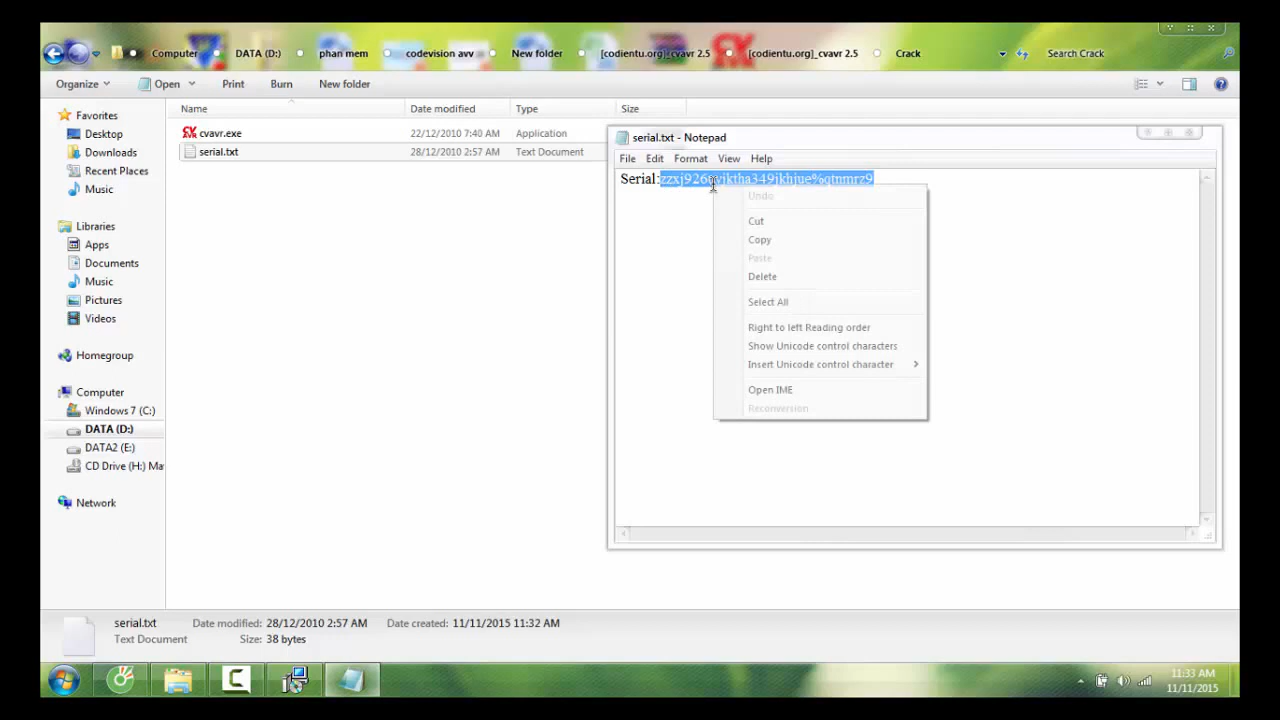 Computer
DATA (D:)
phan mem
codevision avv
New folder
[codientu.org]_cvavr 2.5
[codientu.org]_cvavr 2.5
Crack
Search Crack
Organize
Open
Print
Burn
New folder
Favorites
Desktop
Downloads
Recent Places
Music
Libraries
Apps
Documents
Music
Pictures
Videos
Homegroup
Computer
Windows 7 (C:)
DATA (D:)
DATA2 (E:)
CD Drive (H:) Ma
Network
Name Date modified Type Size
cvavr.exe 22/12/2010 7:40 AM Application
serial.txt 28/12/2010 2:57 AM Text Document
serial.txt - Notepad
File Edit Format View Help
Serial:
Undo
Cut
Copy
Paste
Delete
Select All
Right to left Reading order
Show Unicode control characters
Insert Unicode control character
Open IME
Reconversion
serial.txt Date modified: 28/12/2010 2:57 AM Date created: 11/11/2015 11:32 AM
Text Document Size: 38 bytes
11:33 AM
11/11/2015